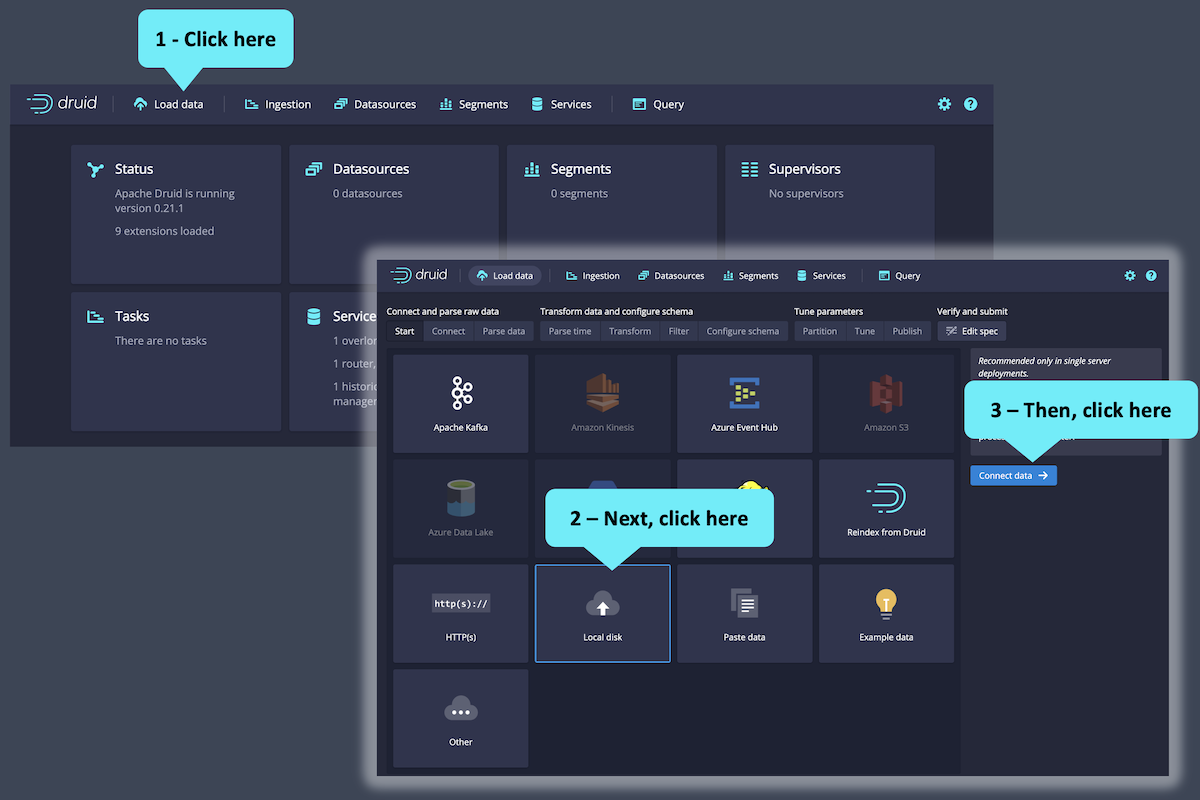 1 - Click here
druid
Load data
Ingestion
Datasources
Segments
Services
Query
Status
Apache Druid is running
version 0.21.1
9 extensions loaded
Datasources
0 datasources
Segments
0 segments
Supervisors
No supervisors
Tasks
There are no tasks
Service
1 overlor
1 router,
1 historic
manager
druid
Load data
Ingestion
Datasources
Segments
Services
Query
Connect and parse raw data
Transform data and configure schema
Tune parameters
Verify and submit
Start
Connect
Parse data
Parse time
Transform
Filter
Configure schema
Partition
Tune
Publish
Edit spec
Apache Kafka
Amazon Kinesis
Azure Event Hub
Amazon S3
Recommended only in single server
deployments.
3 – Then, click here
Connect data
Azure Data Lake
2 – Next, click here
Reindex from Druid
http(s)://
HTTP(s)
Local disk
Paste data
Example data
Other